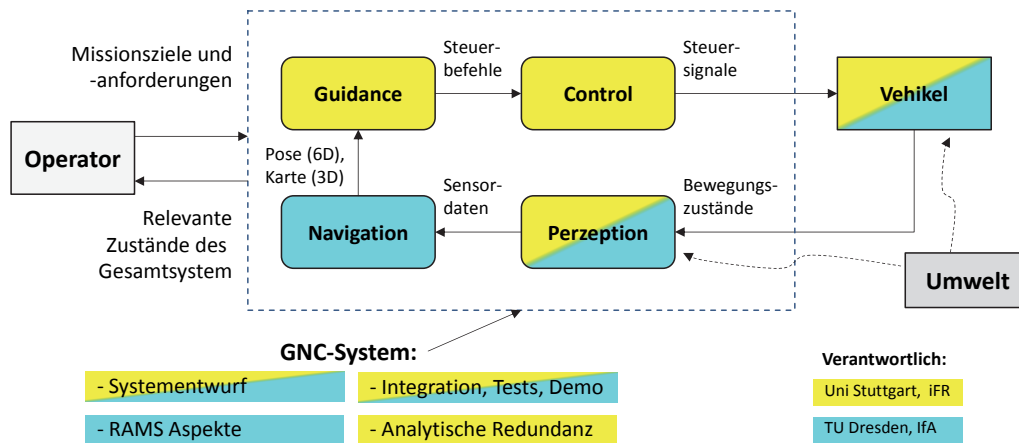 Missionsziele und
-anforderungen
Steuer-
befehle
Steuer-
signale
Guidance
Control
Vehikel
Operator
Pose (6D),
Karte (3D)
Sensor-
daten
Bewegungs-
zustände
Relevante
Zustände des
Gesamtsystem
Navigation
Perzeption
Umwelt
GNC-System:
- Systementwurf
- Integration, Tests, Demo
- RAMS Aspekte
- Analytische Redundanz
Verantwortlich:
Uni Stuttgart, iFR
TU Dresden, IfA